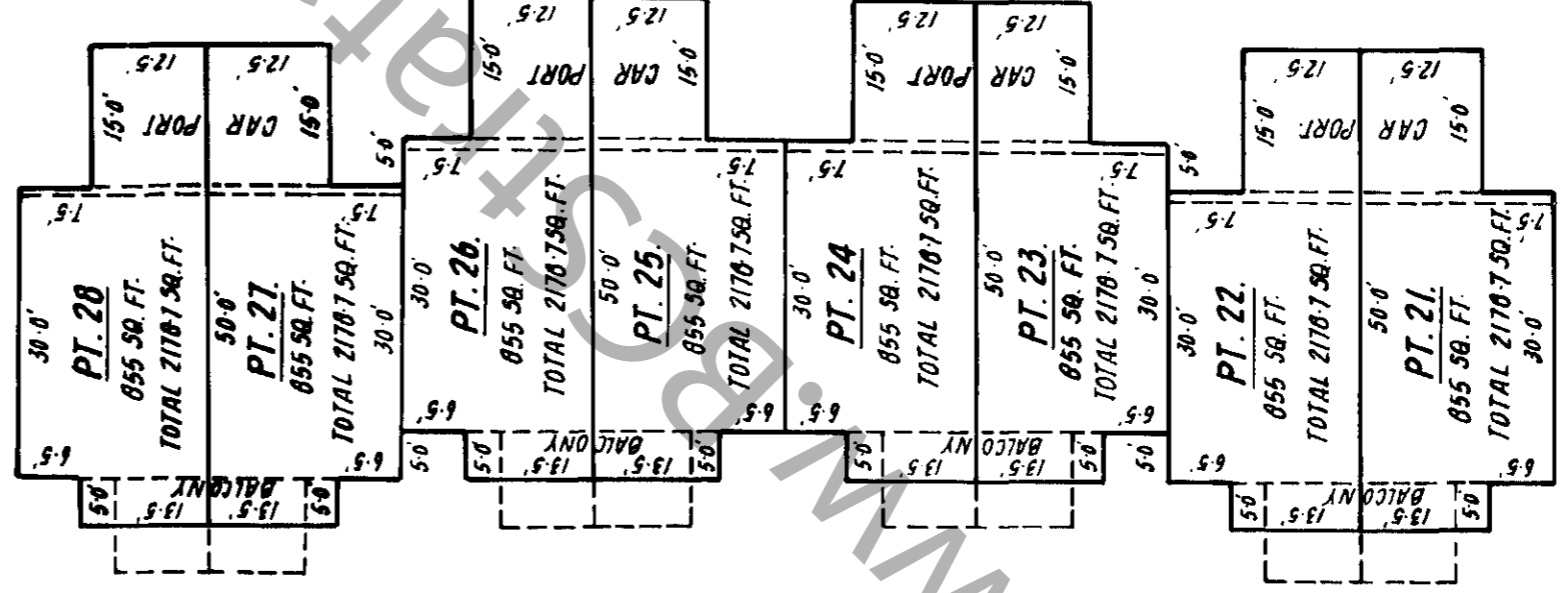 12.5' 12.5'
15.0' PORT CAR 15.0'
7.5' 7.5'
5.0'
30.0'
PT. 28
855 SQ. FT.
TOTAL 2178.7 SQ.FT.
50.0'
PT. 27.
855 SQ. FT.
TOTAL 2178.7 SQ. FT.
30.0'
6.5' 6.5'
5.0' BALCONY 5.0'
13.5' 13.5'
12.5' 12.5'
15.0' PORT CAR 15.0'
7.5' 7.5'
30.0'
PT. 26.
855 SQ. FT.
TOTAL 2178.7 SQ.FT.
50.0'
PT. 25.
855 SQ. FT.
TOTAL 2178.7 SQ.FT.
6.5' 6.5'
5.0' 5.0' BALCONY 5.0'
13.5' 13.5'
12.5' 12.5'
15.0' PORT CAR 15.0'
7.5' 7.5'
5.0'
30.0'
PT. 24
855 SQ. FT.
TOTAL 2178.7 SQ.FT.
50.0'
PT. 23.
855 SQ. FT.
TOTAL 2178.7 SQ.FT.
30.0'
6.5' 6.5'
5.0' BALCONY 5.0' 5.0'
13.5' 13.5'
12.5' 12.5'
15.0' PORT CAR 15.0'
7.5' 7.5'
30.0'
PT. 22.
855 SQ. FT.
TOTAL 2178.7 SQ.FT.
50.0'
PT. 21.
855 SQ. FT.
TOTAL 2178.7 SQ.FT.
30.0'
6.5' 6.5'
5.0' BALCONY 5.0'
13.5' 13.5'
w.BCStrat